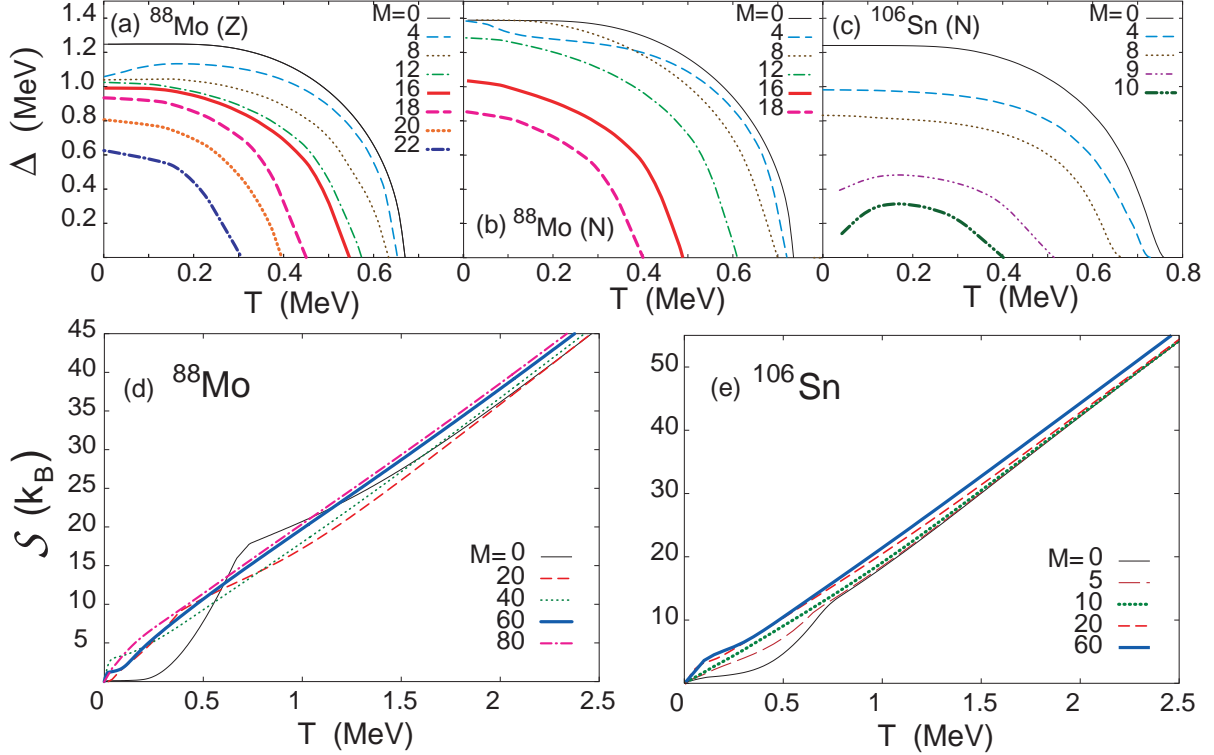 (a) ⁸⁸Mo (Z)
M=0
4
8
12
16
18
20
22
1.4
1.2
1.0
0.8
0.6
0.4
0.2
Δ (MeV)
0 0.2 0.4 0.6
T (MeV)
(b) ⁸⁸Mo (N)
M=0
4
8
12
16
18
0 0.2 0.4 0.6
T (MeV)
(c) ¹⁰⁶Sn (N)
M=0
4
8
9
10
0 0.2 0.4 0.6 0.8
T (MeV)
(d) ⁸⁸Mo
45
40
35
30
25
20
15
10
5
S (k_B)
M= 0
20
40
60
80
0 0.5 1 1.5 2 2.5
T (MeV)
(e) ¹⁰⁶Sn
50
40
30
20
10
M= 0
5
10
20
60
0 0.5 1 1.5 2 2.5
T (MeV)